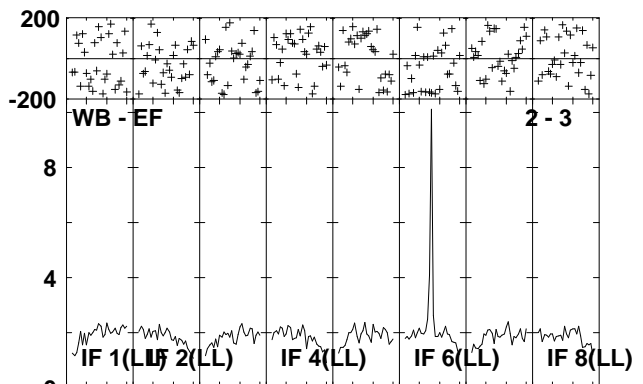 200
-200
WB - EF 2 - 3
8
4
IF 1(LL) IF 2(LL) IF 4(LL) IF 6(LL) IF 8(LL)